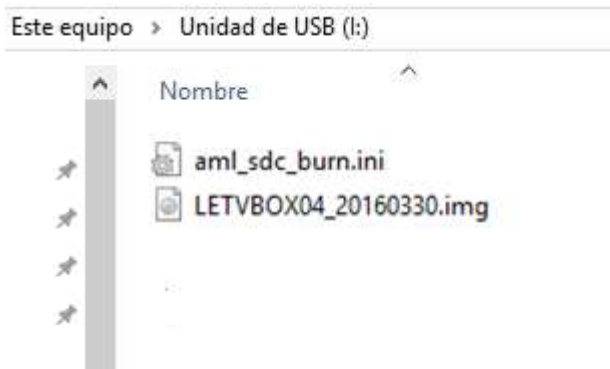 Este equipo > Unidad de USB (I:)
Nombre
aml_sdc_burn.ini
LETVBOX04_20160330.img